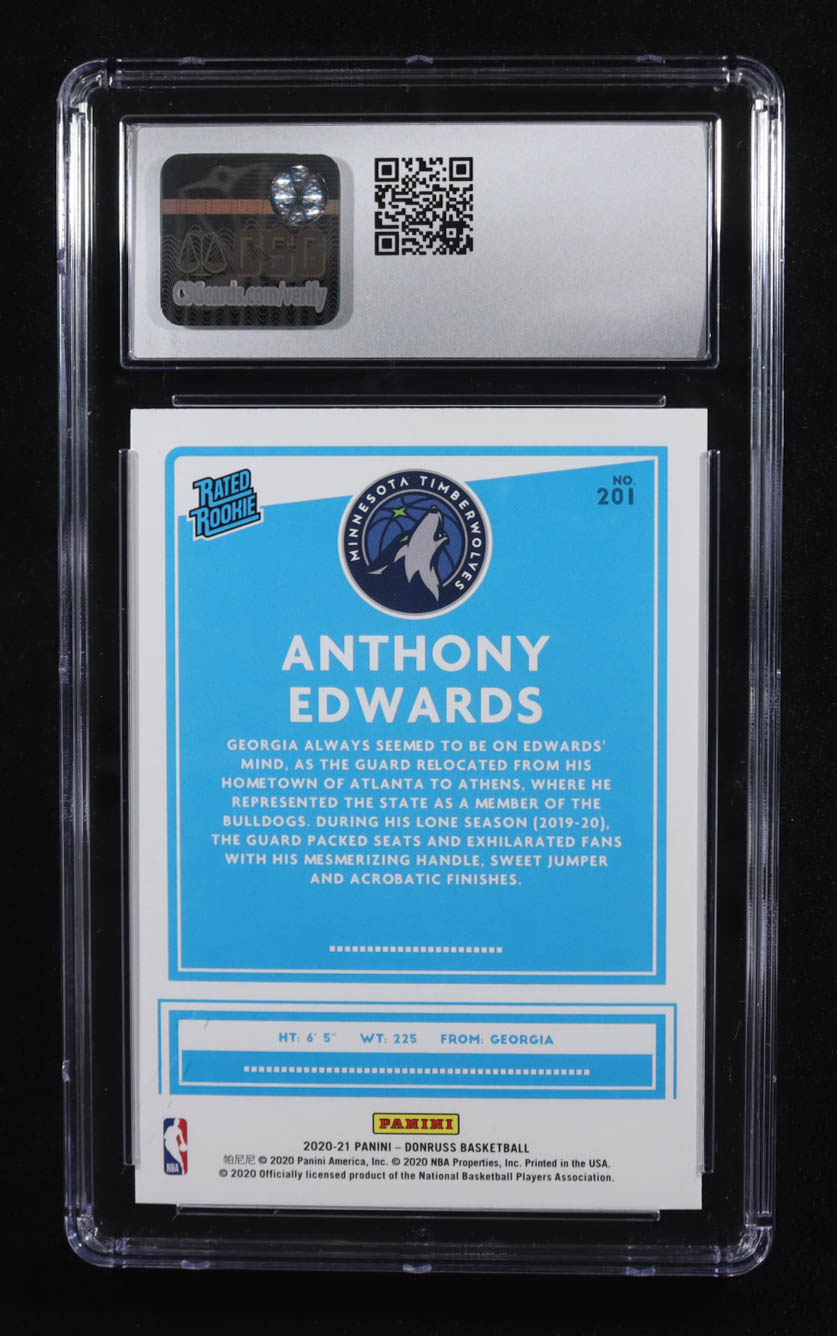 CSG
CSGcards.com/verify
RATED
ROOKIE
MINNESOTA TIMBERWOLVES
NO.
201
ANTHONY
EDWARDS
GEORGIA ALWAYS SEEMED TO BE ON EDWARDS'
MIND, AS THE GUARD RELOCATED FROM HIS
HOMETOWN OF ATLANTA TO ATHENS, WHERE HE
REPRESENTED THE STATE AS A MEMBER OF THE
BULLDOGS. DURING HIS LONE SEASON (2019-20),
THE GUARD PACKED SEATS AND EXHILARATED FANS
WITH HIS MESMERIZING HANDLE, SWEET JUMPER
AND ACROBATIC FINISHES.
HT: 6' 5" WT: 225 FROM: GEORGIA
PANINI
NBA
2020-21 PANINI – DONRUSS BASKETBALL
帕尼尼 © 2020 Panini America, Inc. © 2020 NBA Properties, Inc. Printed in the USA.
© 2020 Officially licensed product of the National Basketball Players Association.